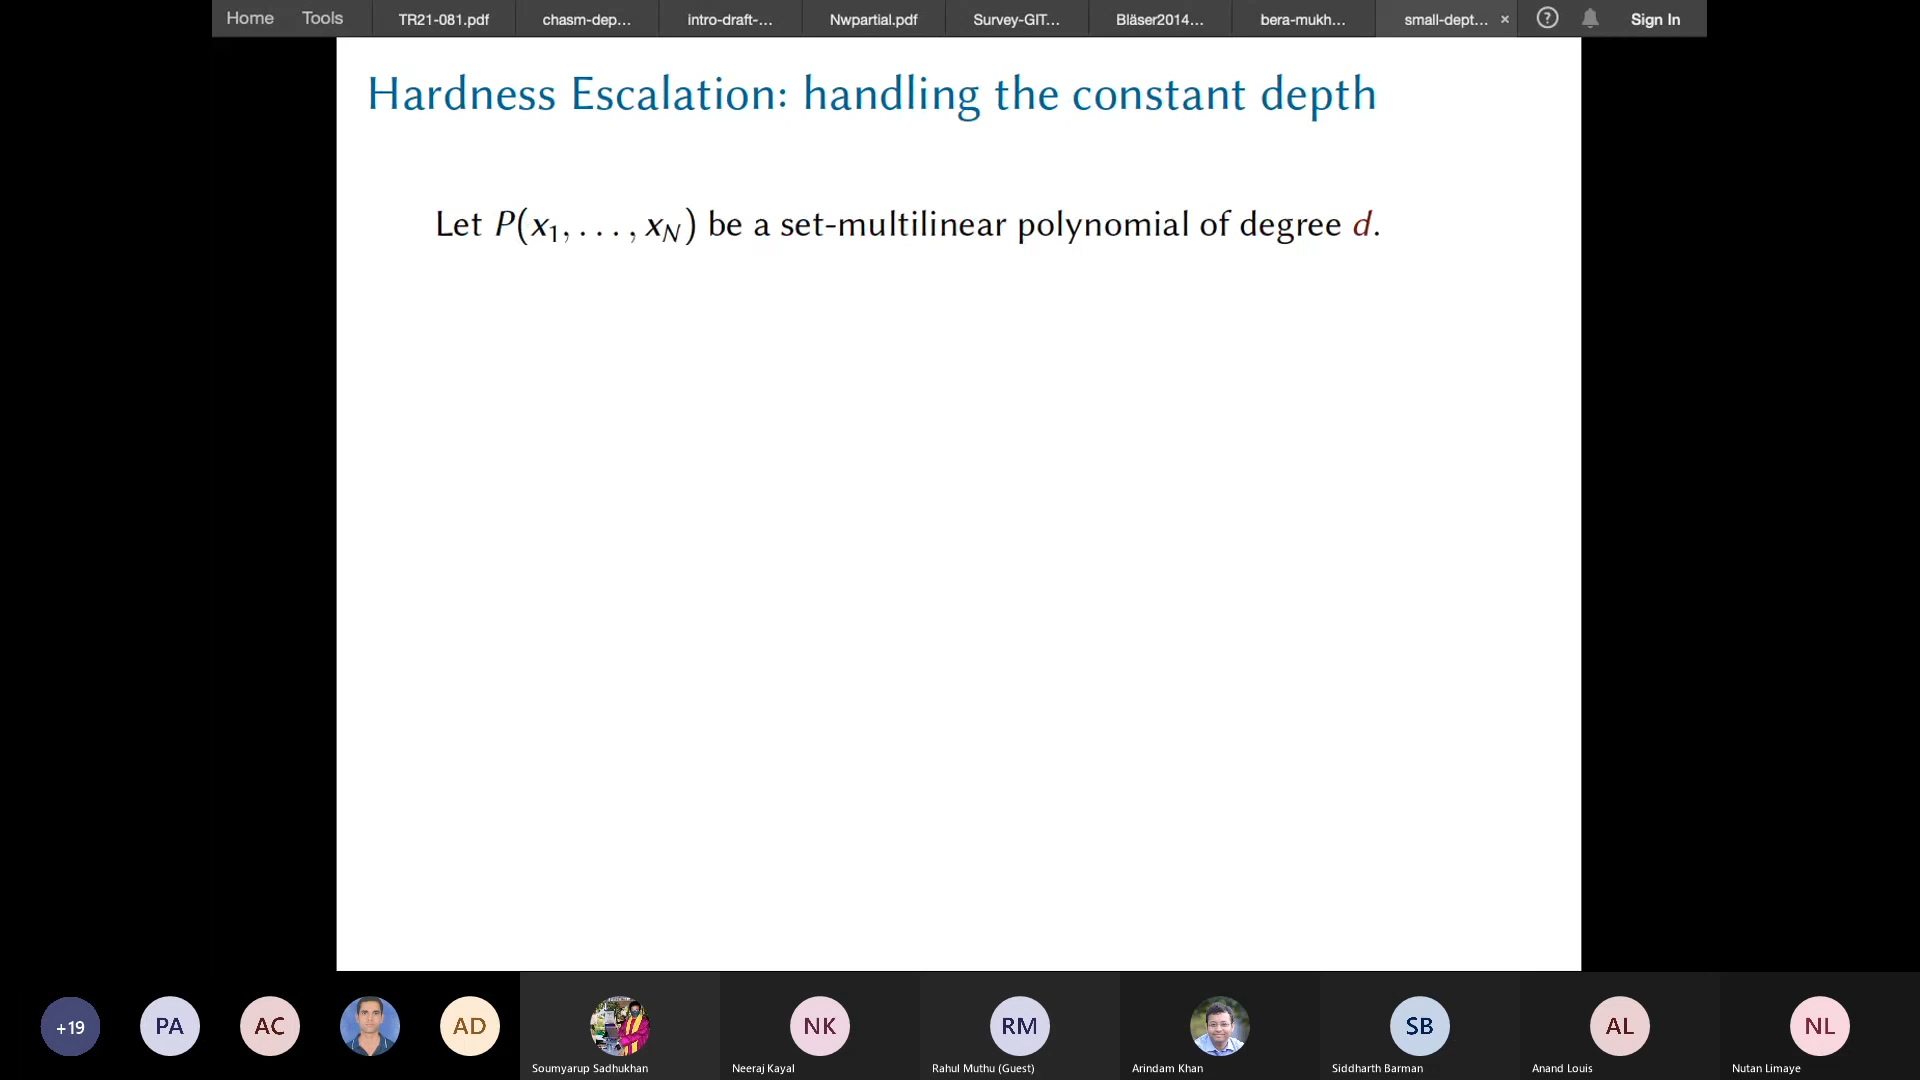 Home Tools TR21-081.pdf chasm-dep... intro-draft-... Nwpartial.pdf Survey-GIT... Bläser2014... bera-mukh... small-dept... × ? Sign In
Hardness Escalation: handling the constant depth
Let P(x₁, . . . , x_N) be a set-multilinear polynomial of degree d.
+19 PA AC AD NK RM SB AL NL
Soumyarup Sadhukhan Neeraj Kayal Rahul Muthu (Guest) Arindam Khan Siddharth Barman Anand Louis Nutan Limaye